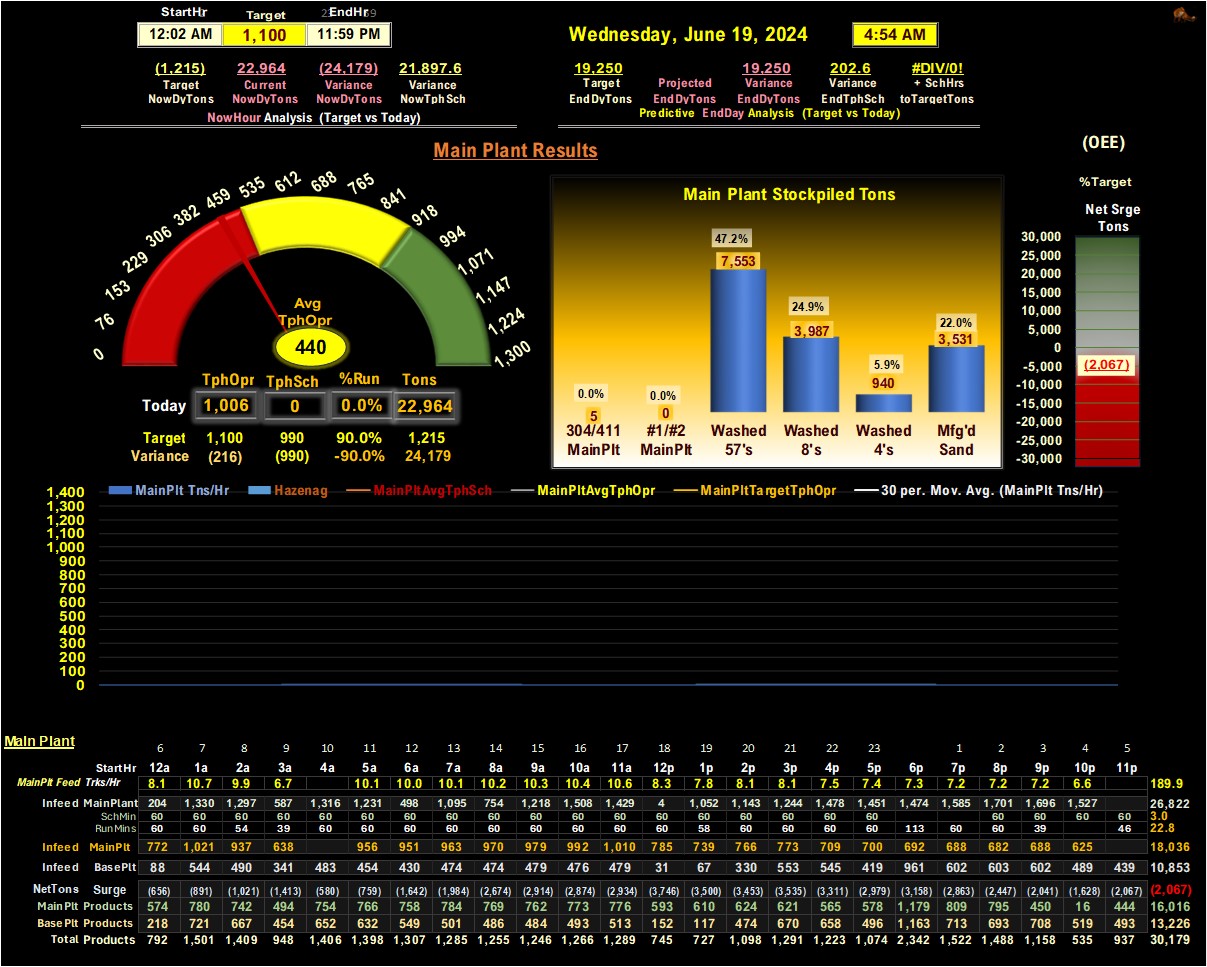 StartHr Target EndHr
12:02 AM 1,100 11:59 PM
Wednesday, June 19, 2024 4:54 AM
(1,215) 22,964 (24,179) 21,897.6 19,250 19,250 202.6 #DIV/0!
Target Current Variance Variance Target Projected Variance Variance + SchHrs
NowDyTons NowDyTons NowDyTons NowTphSch EndDyTons EndDyTons EndDyTons EndTphSch toTargetTons
NowHour Analysis (Target vs Today)
Predictive EndDay Analysis (Target vs Today)
Main Plant Results
(OEE)
%Target
Net Srge
Tons
0 76 153 229 306 382 459 535 612 688 765 841 918 994 1,071 1,147 1,224 1,300
Avg
TphOpr
440
TphOpr TphSch %Run Tons
Today 1,006 0 0.0% 22,964
Target 1,100 990 90.0% 1,215
Variance (216) (990) -90.0% 24,179
Main Plant Stockpiled Tons
0.0% 0.0% 47.2% 24.9% 5.9% 22.0%
5 0 7,553 3,987 940 3,531
304/411 #1/#2 Washed Washed Washed Mfg'd
MainPlt MainPlt 57's 8's 4's Sand
30,000
25,000
20,000
15,000
10,000
5,000
0
-5,000
(2,067)
-10,000
-15,000
-20,000
-25,000
-30,000
MainPlt Tns/Hr Hazenag MainPltAvgTphSch MainPltAvgTphOpr MainPltTargetTphOpr 30 per. Mov. Avg. (MainPlt Tns/Hr)
1,400
1,300
1,100
1,000
900
800
700
600
500
400
300
200
100
0
Main Plant
6 7 8 9 10 11 12 13 14 15 16 17 18 19 20 21 22 23 1 2 3 4 5
StartHr 12a 1a 2a 3a 4a 5a 6a 7a 8a 9a 10a 11a 12p 1p 2p 3p 4p 5p 6p 7p 8p 9p 10p 11p
MainPlt Feed Trks/Hr 8.1 10.7 9.9 6.7 10.1 10.0 10.1 10.2 10.3 10.4 10.6 8.3 7.8 8.1 8.1 7.5 7.4 7.3 7.2 7.2 7.2 6.6 189.9
Infeed MainPlant 204 1,330 1,297 587 1,316 1,231 498 1,095 754 1,218 1,508 1,429 4 1,052 1,143 1,244 1,478 1,451 1,474 1,585 1,701 1,696 1,527 26,822
SchMin 60 60 60 60 60 60 60 60 60 60 60 60 60 60 60 60 60 60 60 60 60 60 3.0
RunMins 60 60 54 39 60 60 60 60 60 60 60 60 60 58 60 60 60 60 113 60 60 39 46 22.8
Infeed MainPlt 772 1,021 937 638 956 951 963 970 979 992 1,010 785 739 766 773 709 700 692 688 682 688 625 18,036
Infeed BasePlt 88 544 490 341 483 454 430 474 474 479 476 479 31 67 330 553 545 419 961 602 603 602 489 439 10,853
NetTons Surge (656) (891) (1,021) (1,413) (580) (759) (1,642) (1,984) (2,674) (2,914) (2,874) (2,934) (3,746) (3,500) (3,453) (3,535) (3,311) (2,979) (3,158) (2,863) (2,447) (2,041) (1,628) (2,067) (2,067)
MainPlt Products 574 780 742 494 754 766 758 784 769 762 773 776 593 610 624 621 565 578 1,179 809 795 450 16 444 16,016
BasePlt Products 218 721 667 454 652 632 549 501 486 484 493 513 152 117 474 670 658 496 1,163 713 693 708 519 493 13,226
Total Products 792 1,501 1,409 948 1,406 1,398 1,307 1,285 1,255 1,246 1,266 1,289 745 727 1,098 1,291 1,223 1,074 2,342 1,522 1,488 1,158 535 937 30,179